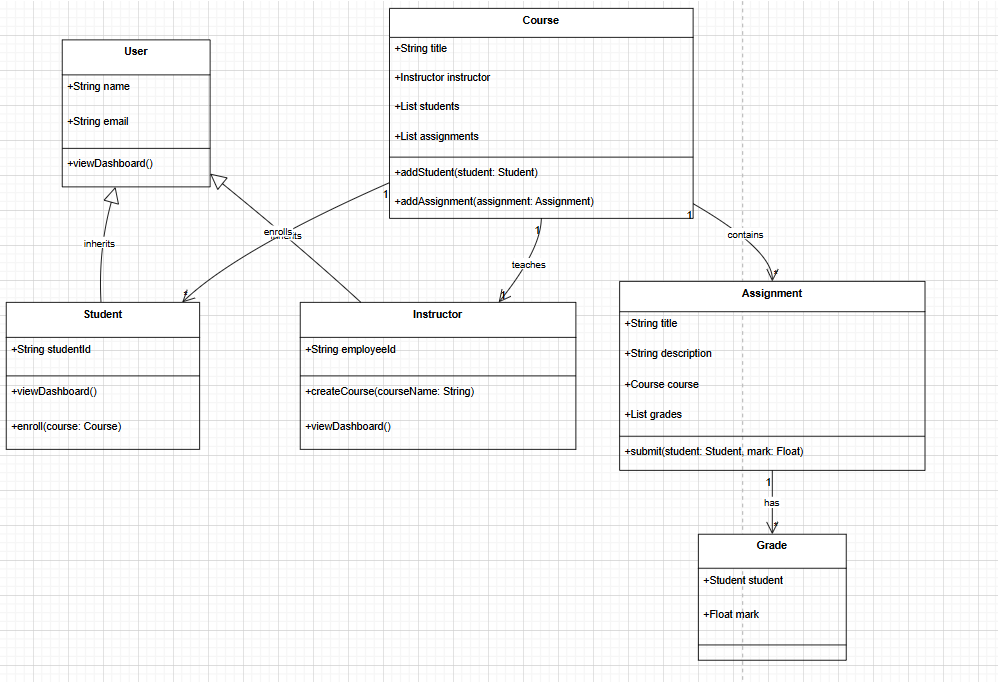 Course
+String title
+Instructor instructor
+List students
+List assignments
+addStudent(student: Student)
+addAssignment(assignment: Assignment)
User
+String name
+String email
+viewDashboard()
1
1
1
inherits
enrolls
inherits
teaches
contains
*
1
*
Student
+String studentId
+viewDashboard()
+enroll(course: Course)
Instructor
+String employeeId
+createCourse(courseName: String)
+viewDashboard()
Assignment
+String title
+String description
+Course course
+List grades
+submit(student: Student, mark: Float)
1
has
*
Grade
+Student student
+Float mark